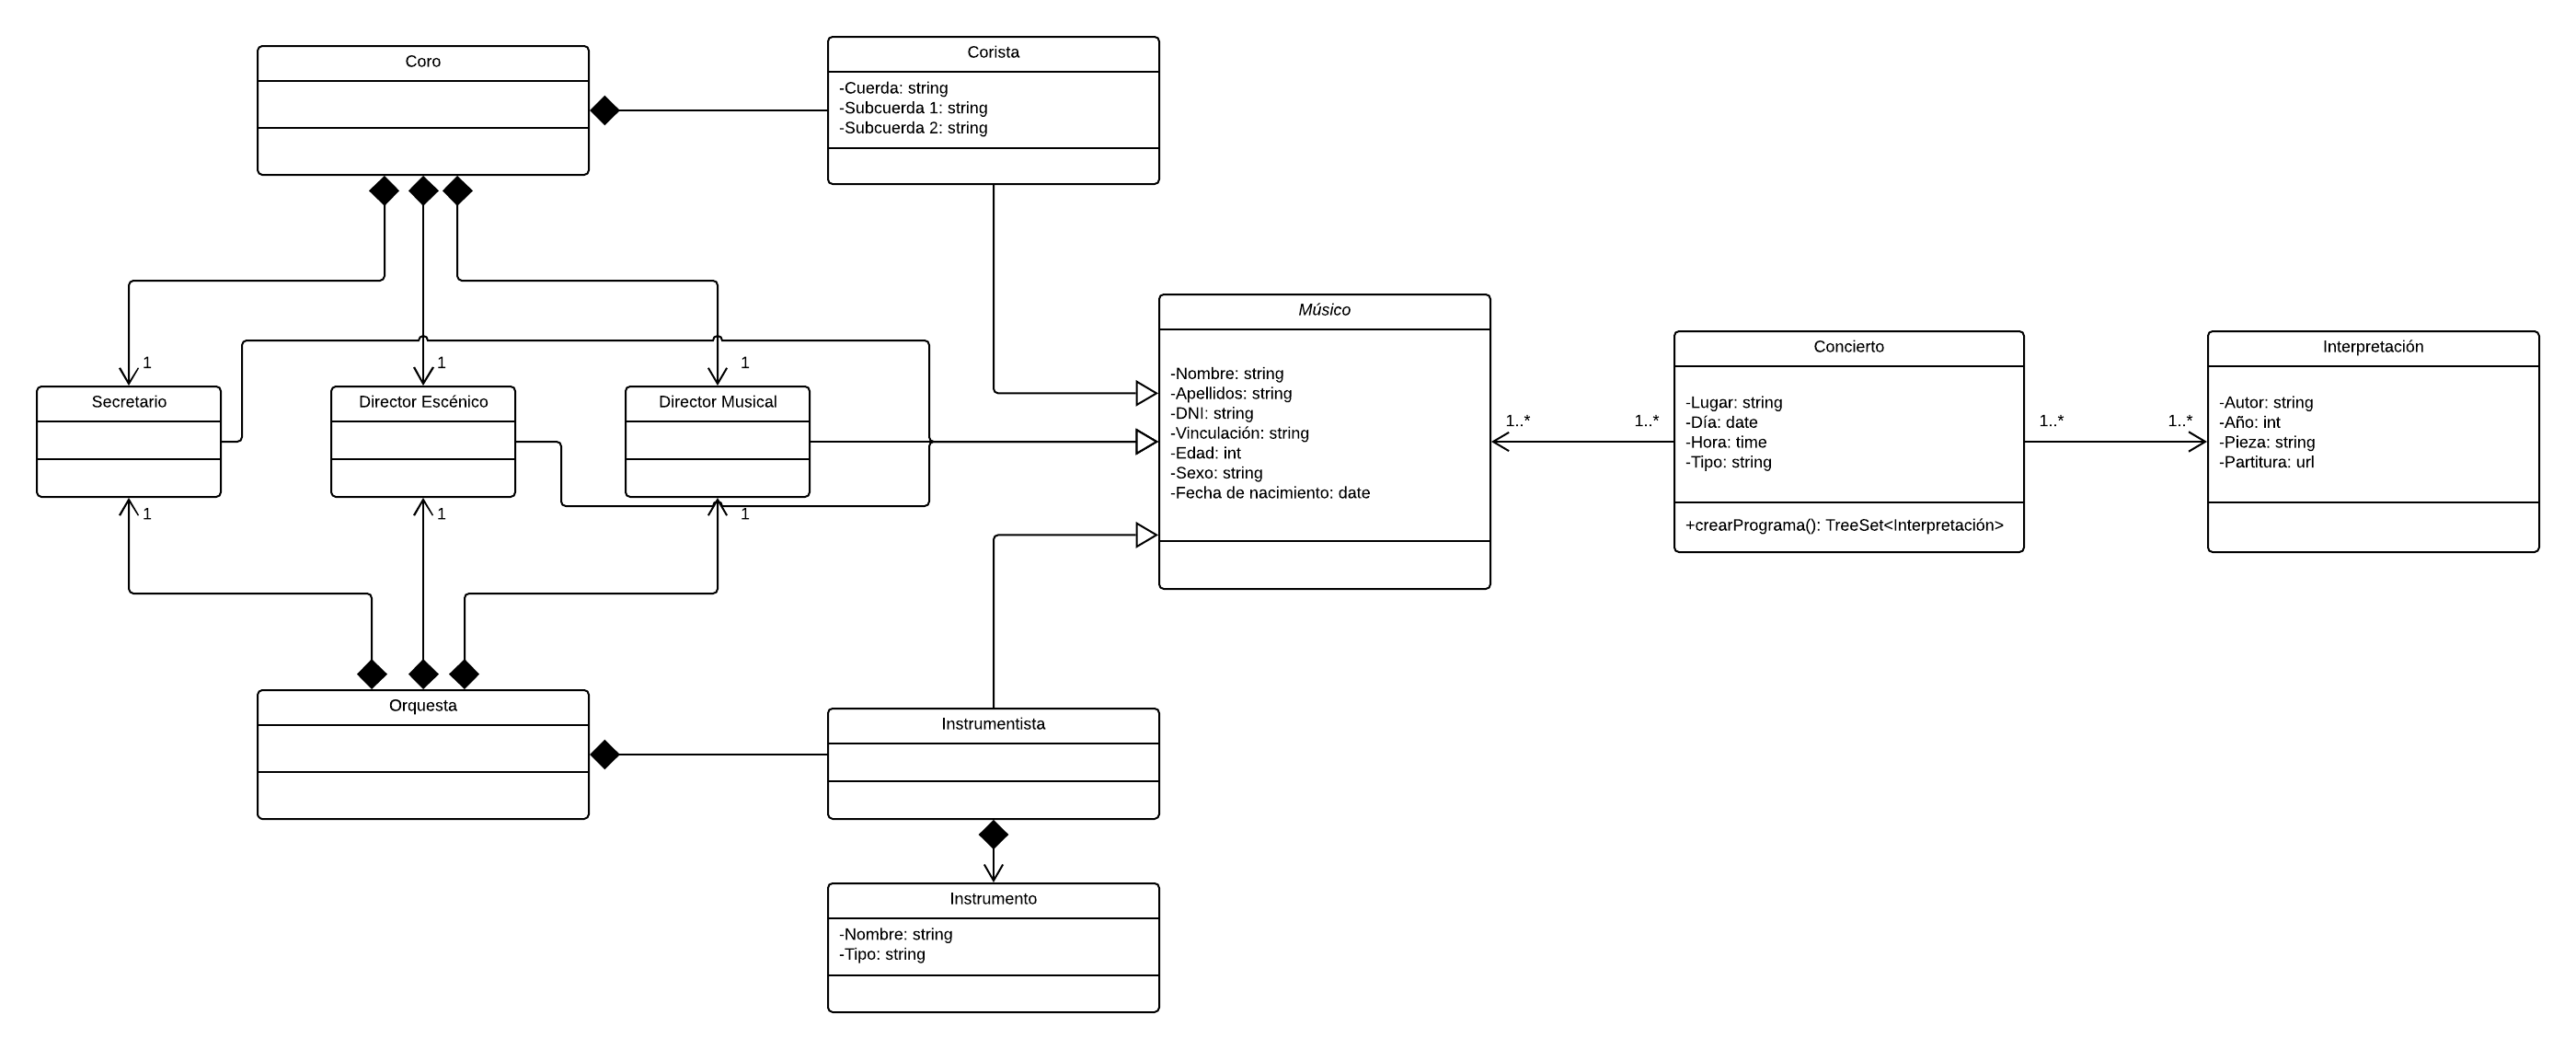 Coro
Corista
-Cuerda: string
-Subcuerda 1: string
-Subcuerda 2: string
1
1
1
Secretario
Director Escénico
Director Musical
1
1
1
Músico
-Nombre: string
-Apellidos: string
-DNI: string
-Vinculación: string
-Edad: int
-Sexo: string
-Fecha de nacimiento: date
1..*
1..*
Concierto
-Lugar: string
-Día: date
-Hora: time
-Tipo: string
+crearPrograma(): TreeSet<Interpretación>
1..*
1..*
Interpretación
-Autor: string
-Año: int
-Pieza: string
-Partitura: url
Orquesta
Instrumentista
Instrumento
-Nombre: string
-Tipo: string